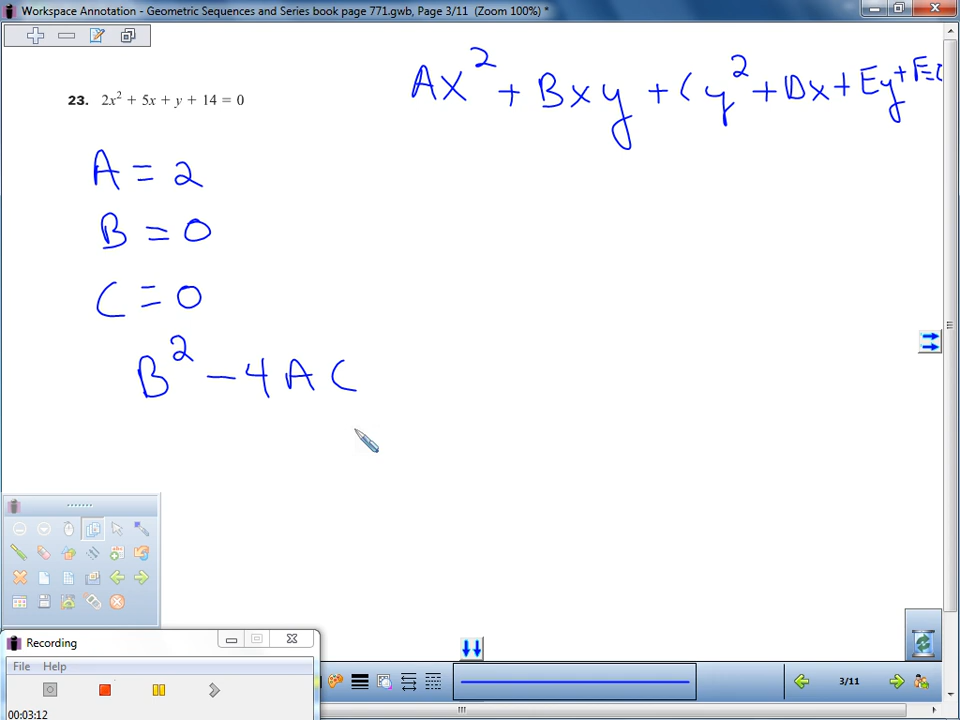 Workspace Annotation - Geometric Sequences and Series book page 771.gwb, Page 3/11 (Zoom 100%) *
Ax² + Bxy + Cy² + Dx + Ey + F = 0
23. 2x² + 5x + y + 14 = 0
A = 2
B = 0
C = 0
B² - 4AC
Recording
File Help
00:03:12
3/11